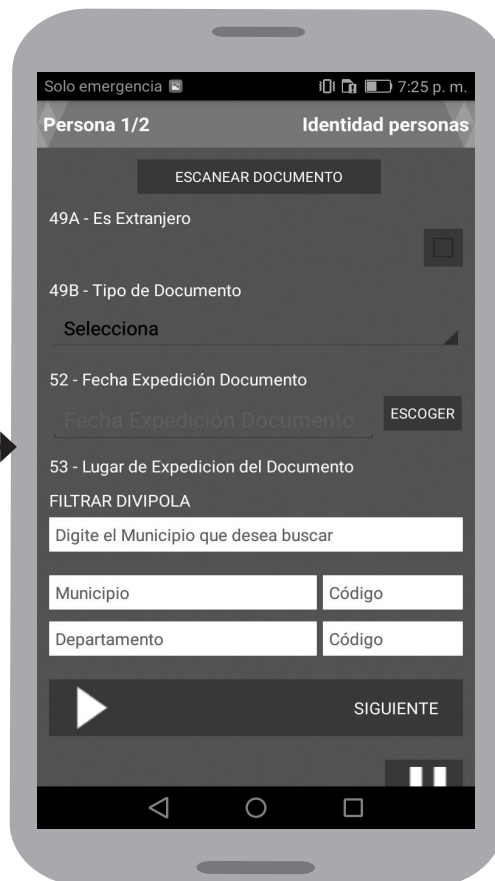 Solo emergencia 7:25 p. m.
Persona 1/2 Identidad personas
ESCANEAR DOCUMENTO
49A - Es Extranjero
49B - Tipo de Documento
Selecciona
52 - Fecha Expedición Documento
Fecha Expedición Documento ESCOGER
53 - Lugar de Expedicion del Documento
FILTRAR DIVIPOLA
Digite el Municipio que desea buscar
Municipio Código
Departamento Código
SIGUIENTE